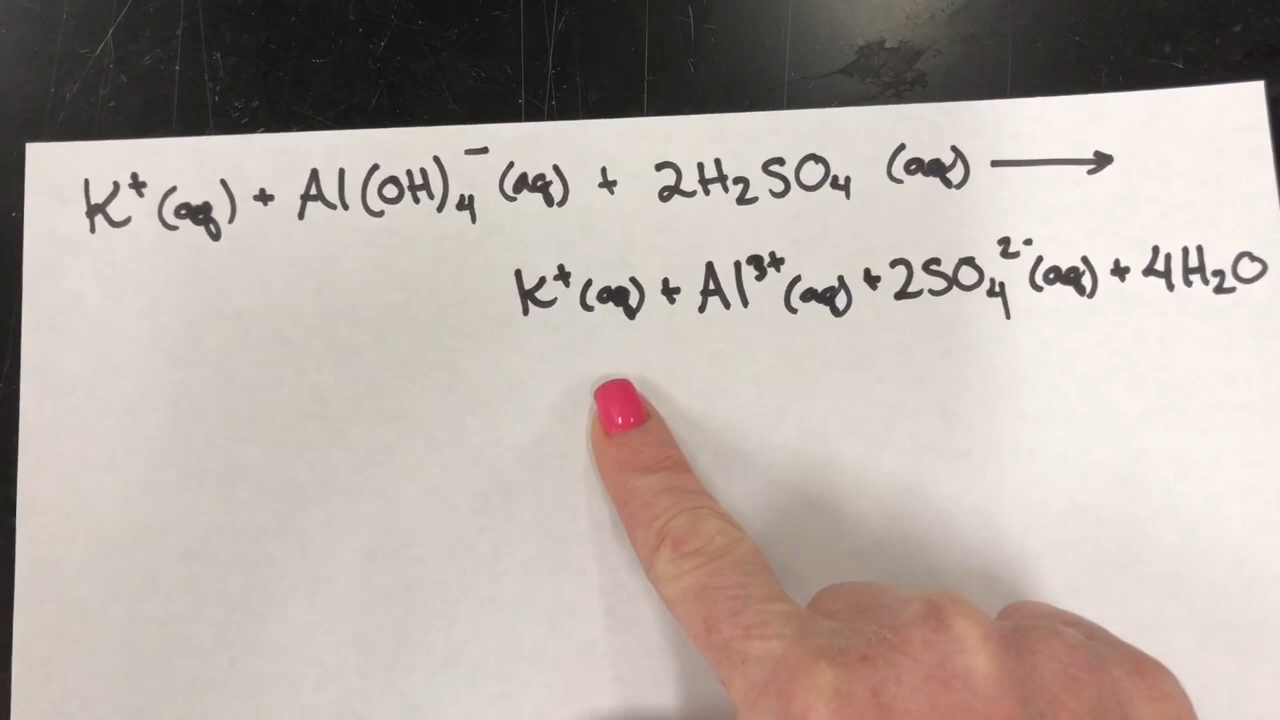 K⁺(aq) + Al(OH)₄⁻(aq) + 2H₂SO₄ (aq) ⟶
K⁺(aq) + Al³⁺(aq) + 2SO₄²⁻(aq) + 4H₂O